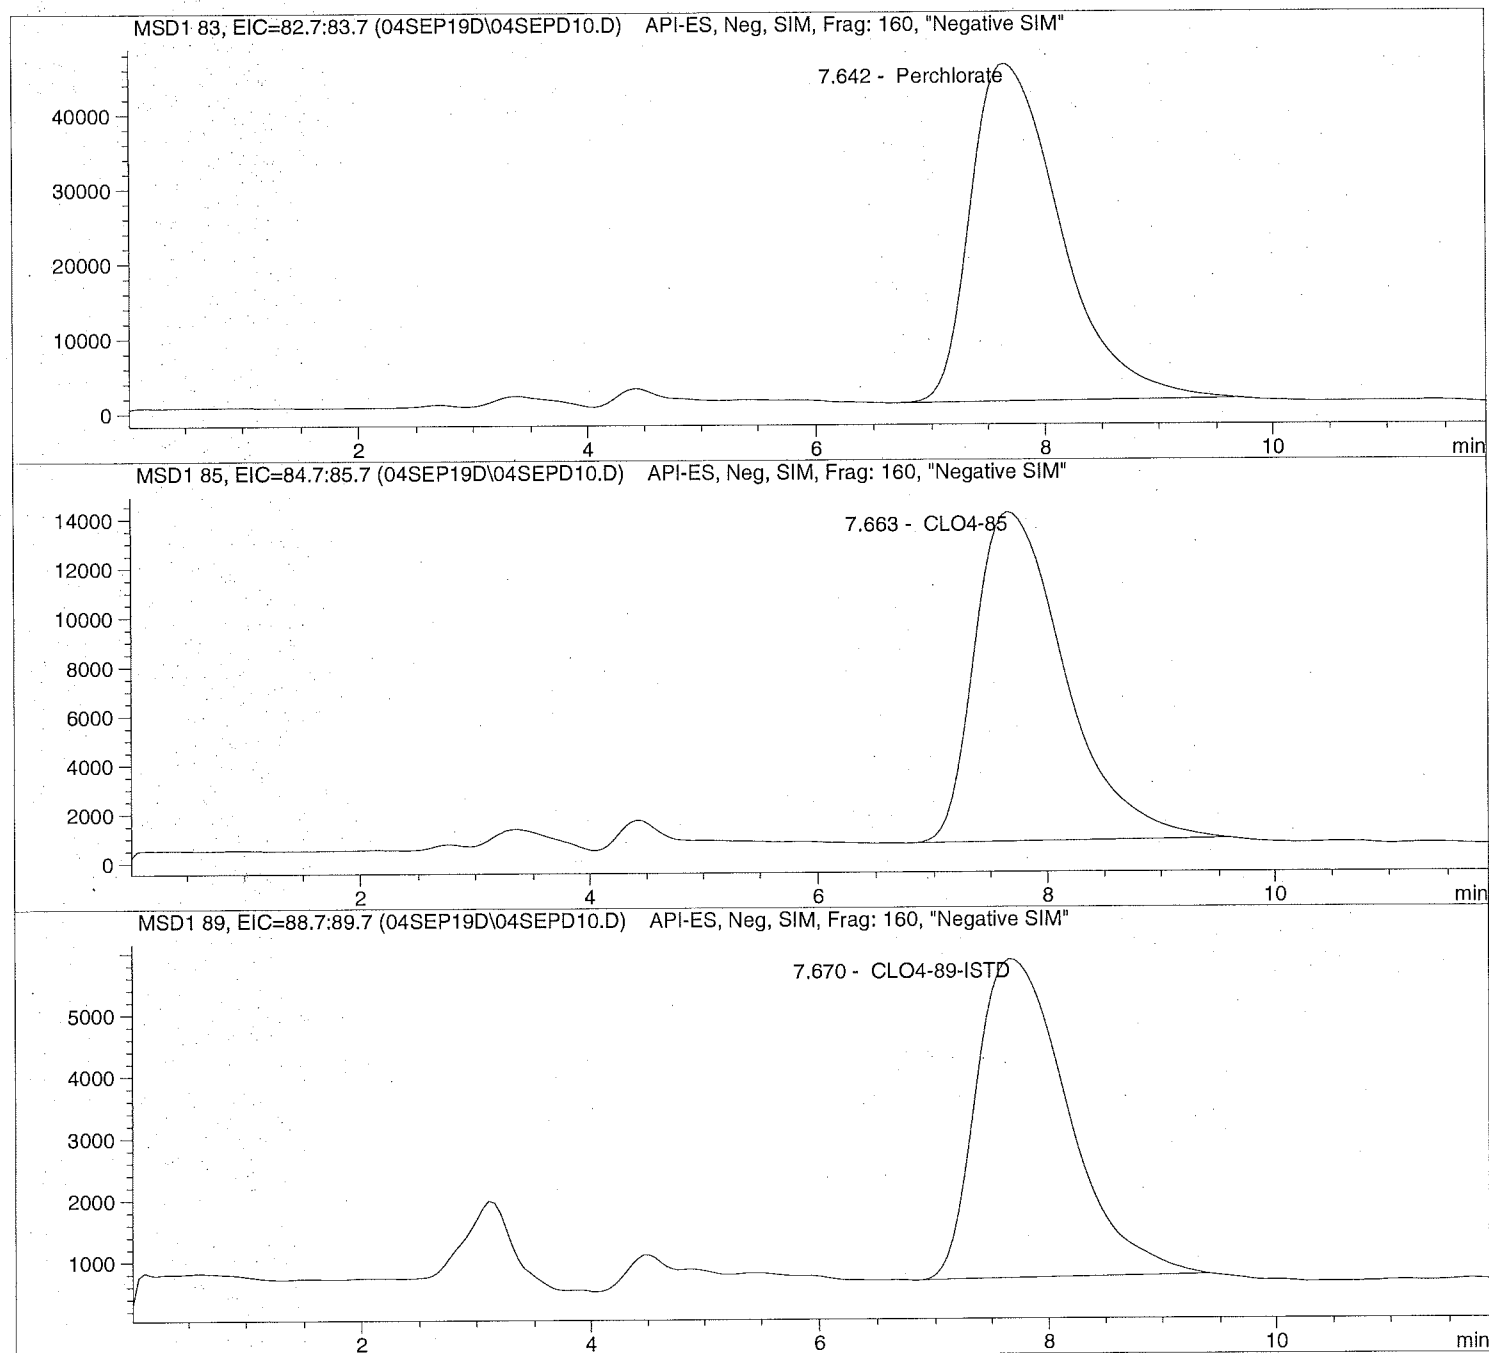 MSD1 83, EIC=82.7:83.7 (04SEP19D\04SEPD10.D) API-ES, Neg, SIM, Frag: 160, "Negative SIM"
7.642 - Perchlorate
40000
30000
20000
10000
0
2 4 6 8 10 min
MSD1 85, EIC=84.7:85.7 (04SEP19D\04SEPD10.D) API-ES, Neg, SIM, Frag: 160, "Negative SIM"
7.663 - CLO4-85
14000
12000
10000
8000
6000
4000
2000
0
2 4 6 8 10 min
MSD1 89, EIC=88.7:89.7 (04SEP19D\04SEPD10.D) API-ES, Neg, SIM, Frag: 160, "Negative SIM"
7.670 - CLO4-89-ISTD
5000
4000
3000
2000
1000
2 4 6 8 10 min